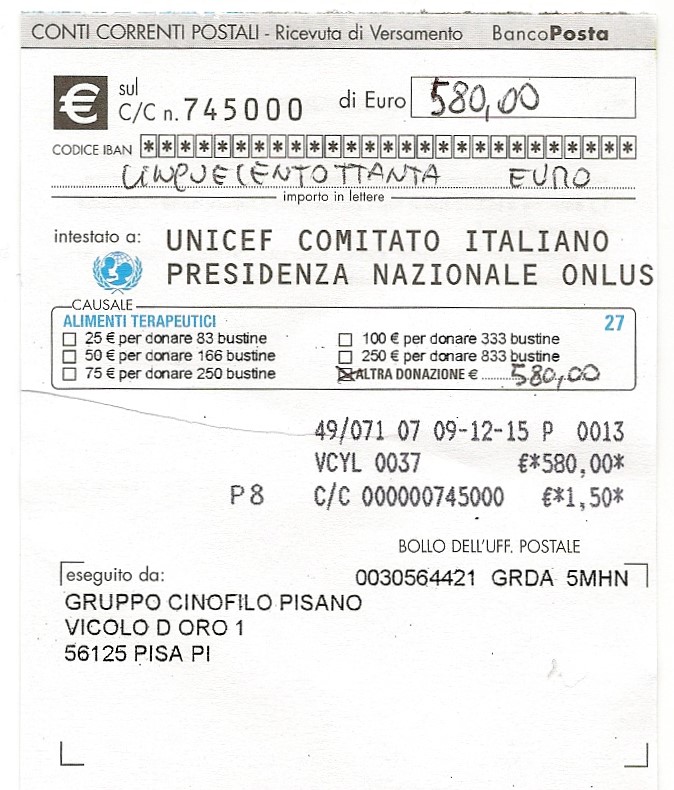 CONTI CORRENTI POSTALI - Ricevuta di Versamento BancoPosta
€ sul
C/C n. 745000 di Euro 580,00
CODICE IBAN ***************************
CINQUECENTOTTANTA EURO
importo in lettere
intestato a: UNICEF COMITATO ITALIANO
PRESIDENZA NAZIONALE ONLUS
CAUSALE
ALIMENTI TERAPEUTICI 27
25 € per donare 83 bustine 100 € per donare 333 bustine
50 € per donare 166 bustine 250 € per donare 833 bustine
75 € per donare 250 bustine ALTRA DONAZIONE € 580,00
49/071 07 09-12-15 P 0013
VCYL 0037 €*580,00*
P8 C/C 000000745000 €*1,50*
BOLLO DELL'UFF. POSTALE
eseguito da: 0030564421 GRDA 5MHN
GRUPPO CINOFILO PISANO
VICOLO D ORO 1
56125 PISA PI